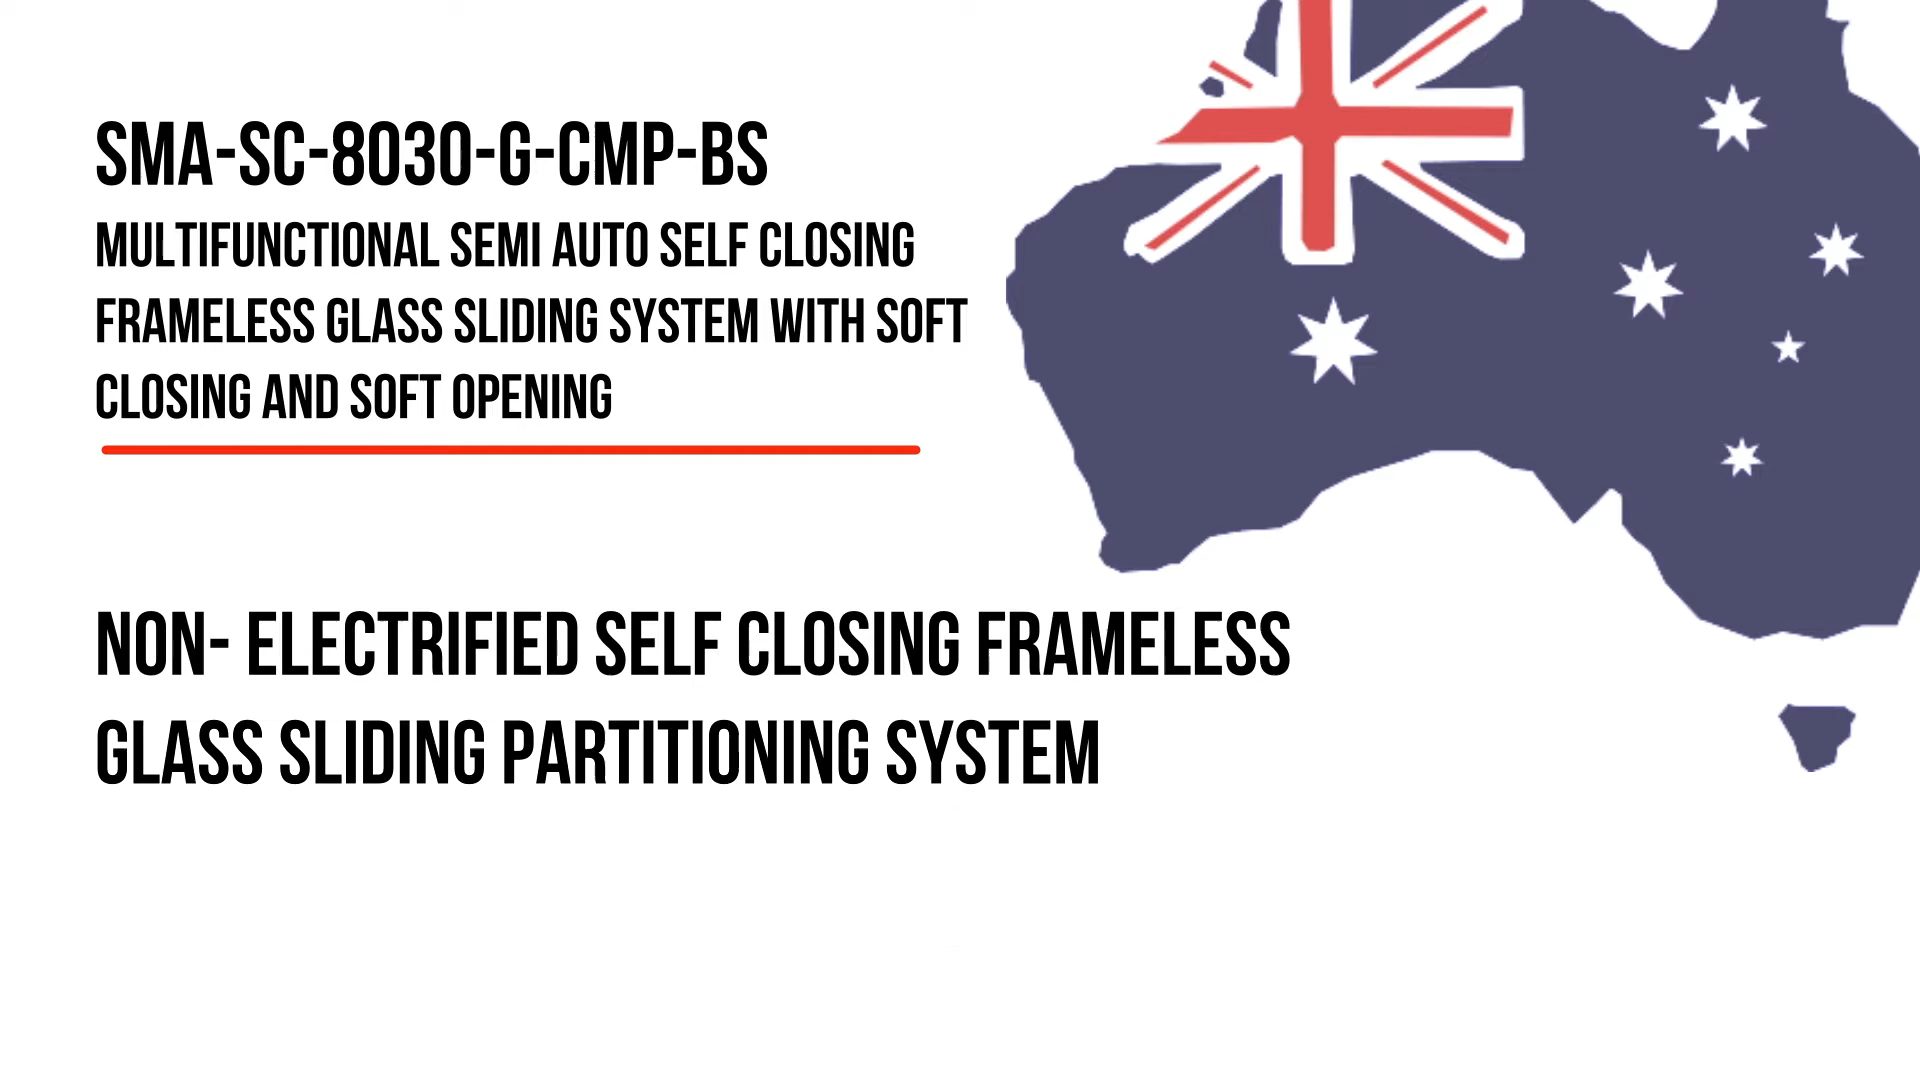 SMA-SC-8030-G-CMP-BS
MULTIFUNCTIONAL SEMI AUTO SELF CLOSING
FRAMELESS GLASS SLIDING SYSTEM WITH SOFT
CLOSING AND SOFT OPENING
NON- ELECTRIFIED SELF CLOSING FRAMELESS
GLASS SLIDING PARTITIONING SYSTEM